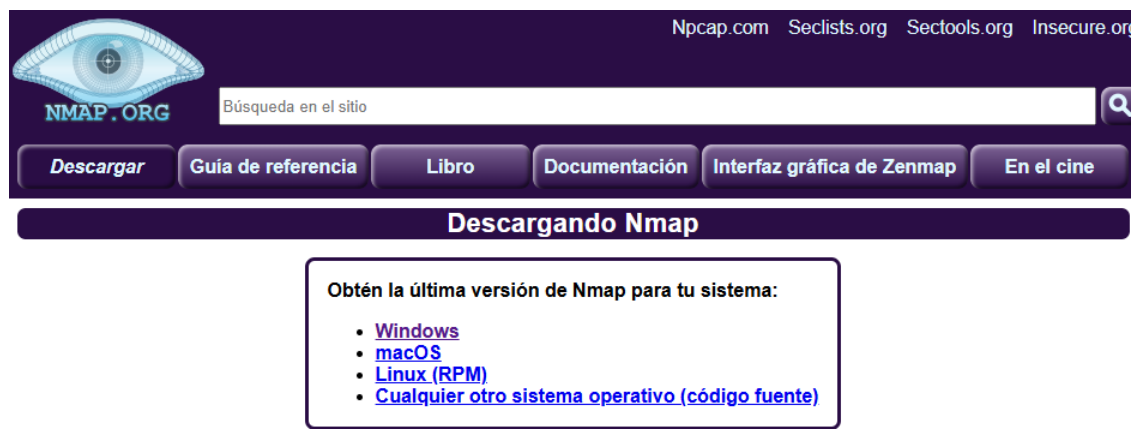 Npcap.com Seclists.org Sectools.org Insecure.org
NMAP.ORG
Búsqueda en el sitio
Descargar Guía de referencia Libro Documentación Interfaz gráfica de Zenmap En el cine
Descargando Nmap
Obtén la última versión de Nmap para tu sistema:
• Windows
• macOS
• Linux (RPM)
• Cualquier otro sistema operativo (código fuente)